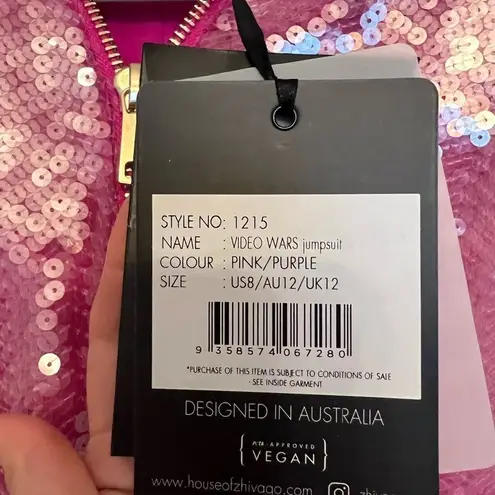 STYLE NO: 1215
NAME : VIDEO WARS jumpsuit
COLOUR : PINK/PURPLE
SIZE : US8/AU12/UK12
9 358574 067280
*PURCHASE OF THIS ITEM IS SUBJECT TO CONDITIONS OF SALE
- SEE INSIDE GARMENT
DESIGNED IN AUSTRALIA
PETA-APPROVED
VEGAN
www.houseofzhivago.com